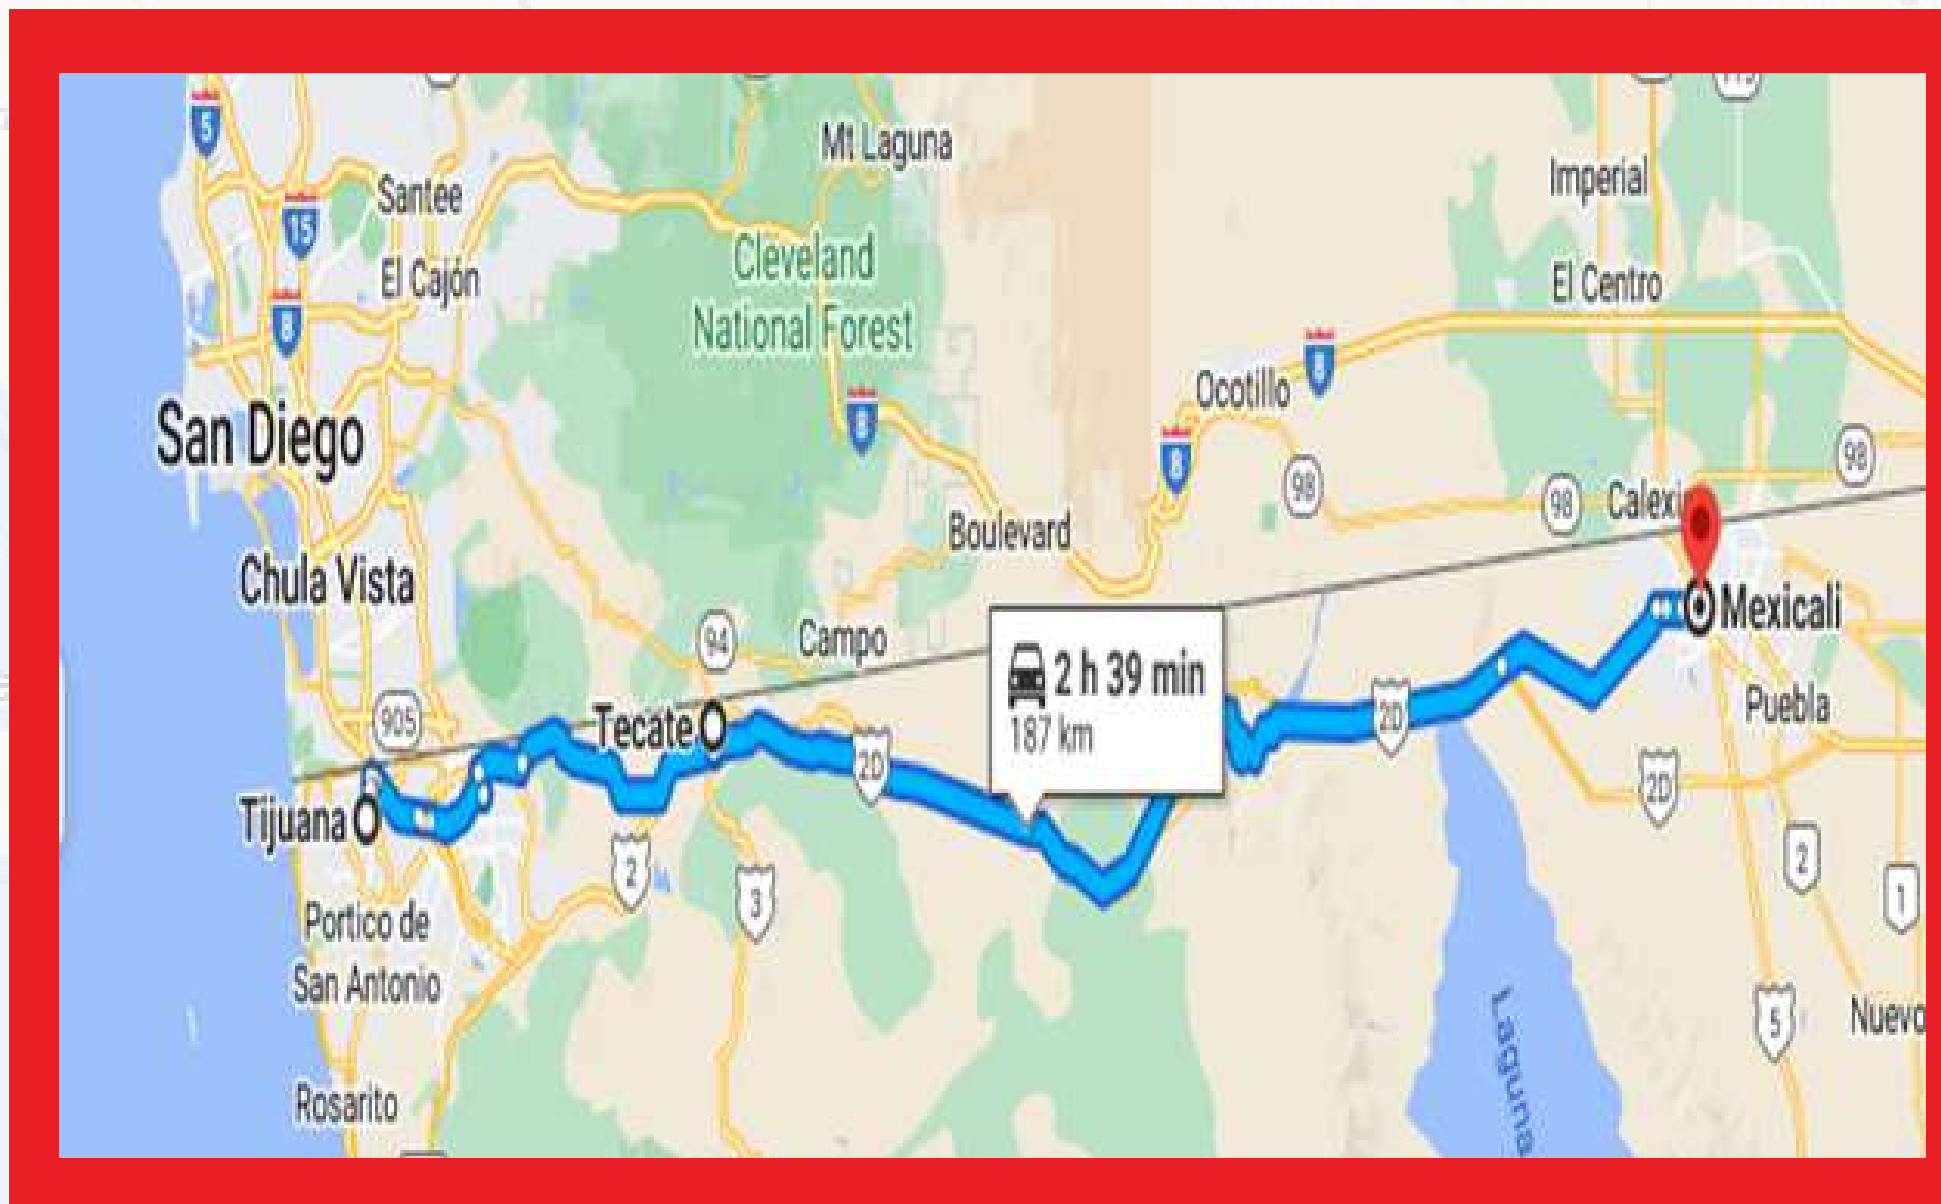 5
Mt Laguna
Santee
Imperial
15
El Cajón
Cleveland
National Forest
El Centro
8
8
Ocotillo
8
San Diego
8
98
98
98
Boulevard
Chula Vista
Mexicali
94
Campo
2 h 39 min
187 km
905
Tecate
2D
2D
Puebla
Tijuana
2D
2
2
3
1
Portico de
San Antonio
5
Nuevo
Laguna
Rosarito